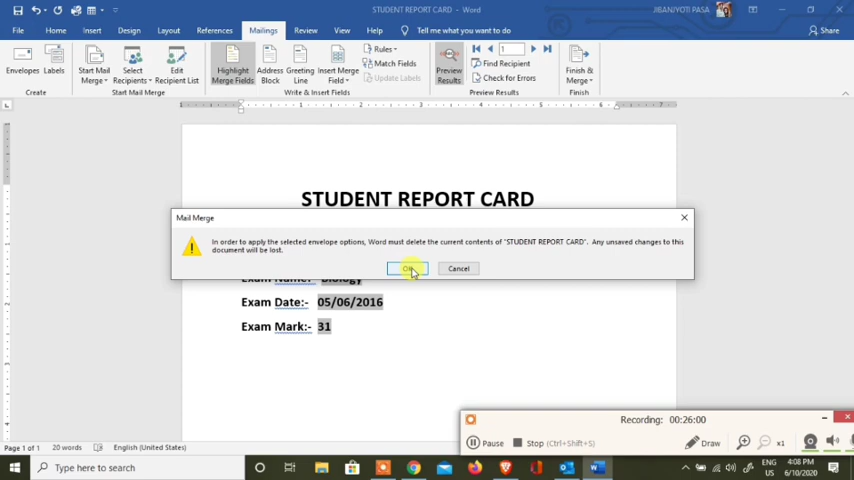 STUDENT REPORT CARD - Word
JIBANJYOTI PASA
File Home Insert Design Layout References Mailings Review View Help Tell me what you want to do Share
Envelopes Labels
Create
Start Mail Merge
Select Recipients
Edit Recipient List
Start Mail Merge
Highlight Merge Fields
Address Block
Greeting Line
Insert Merge Field
Rules
Match Fields
Update Labels
Write & Insert Fields
Preview Results
1
Find Recipient
Check for Errors
Preview Results
Finish & Merge
Finish
STUDENT REPORT CARD
Mail Merge
In order to apply the selected envelope options, Word must delete the current contents of "STUDENT REPORT CARD". Any unsaved changes to this
document will be lost.
OK Cancel
Exam Name:- Biology
Exam Date:- 05/06/2016
Exam Mark:- 31
Recording: 00:26:00
Pause Stop (Ctrl+Shift+S) Draw x1
Page 1 of 1 20 words English (United States)
Type here to search
ENG
US
4:08 PM
6/10/2020